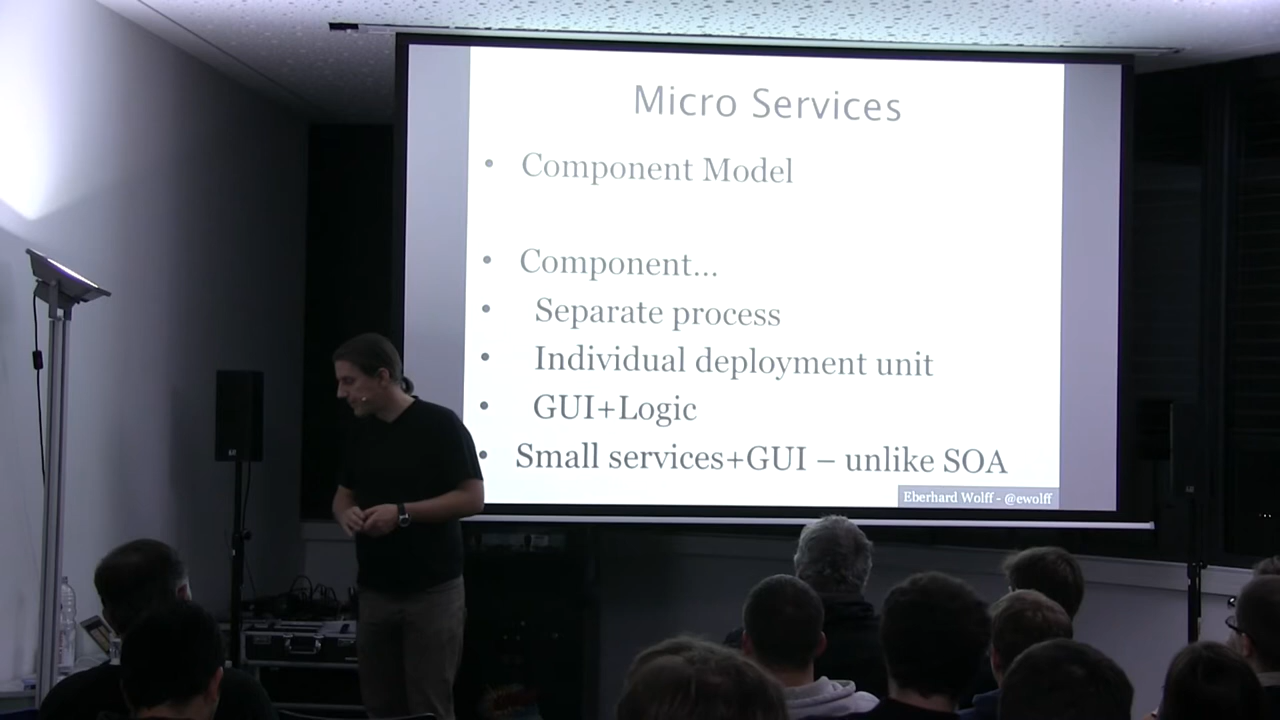 Micro Services
• Component Model
• Component...
• Separate process
• Individual deployment unit
• GUI+Logic
• Small services+GUI – unlike SOA
Eberhard Wolff - @ewolff